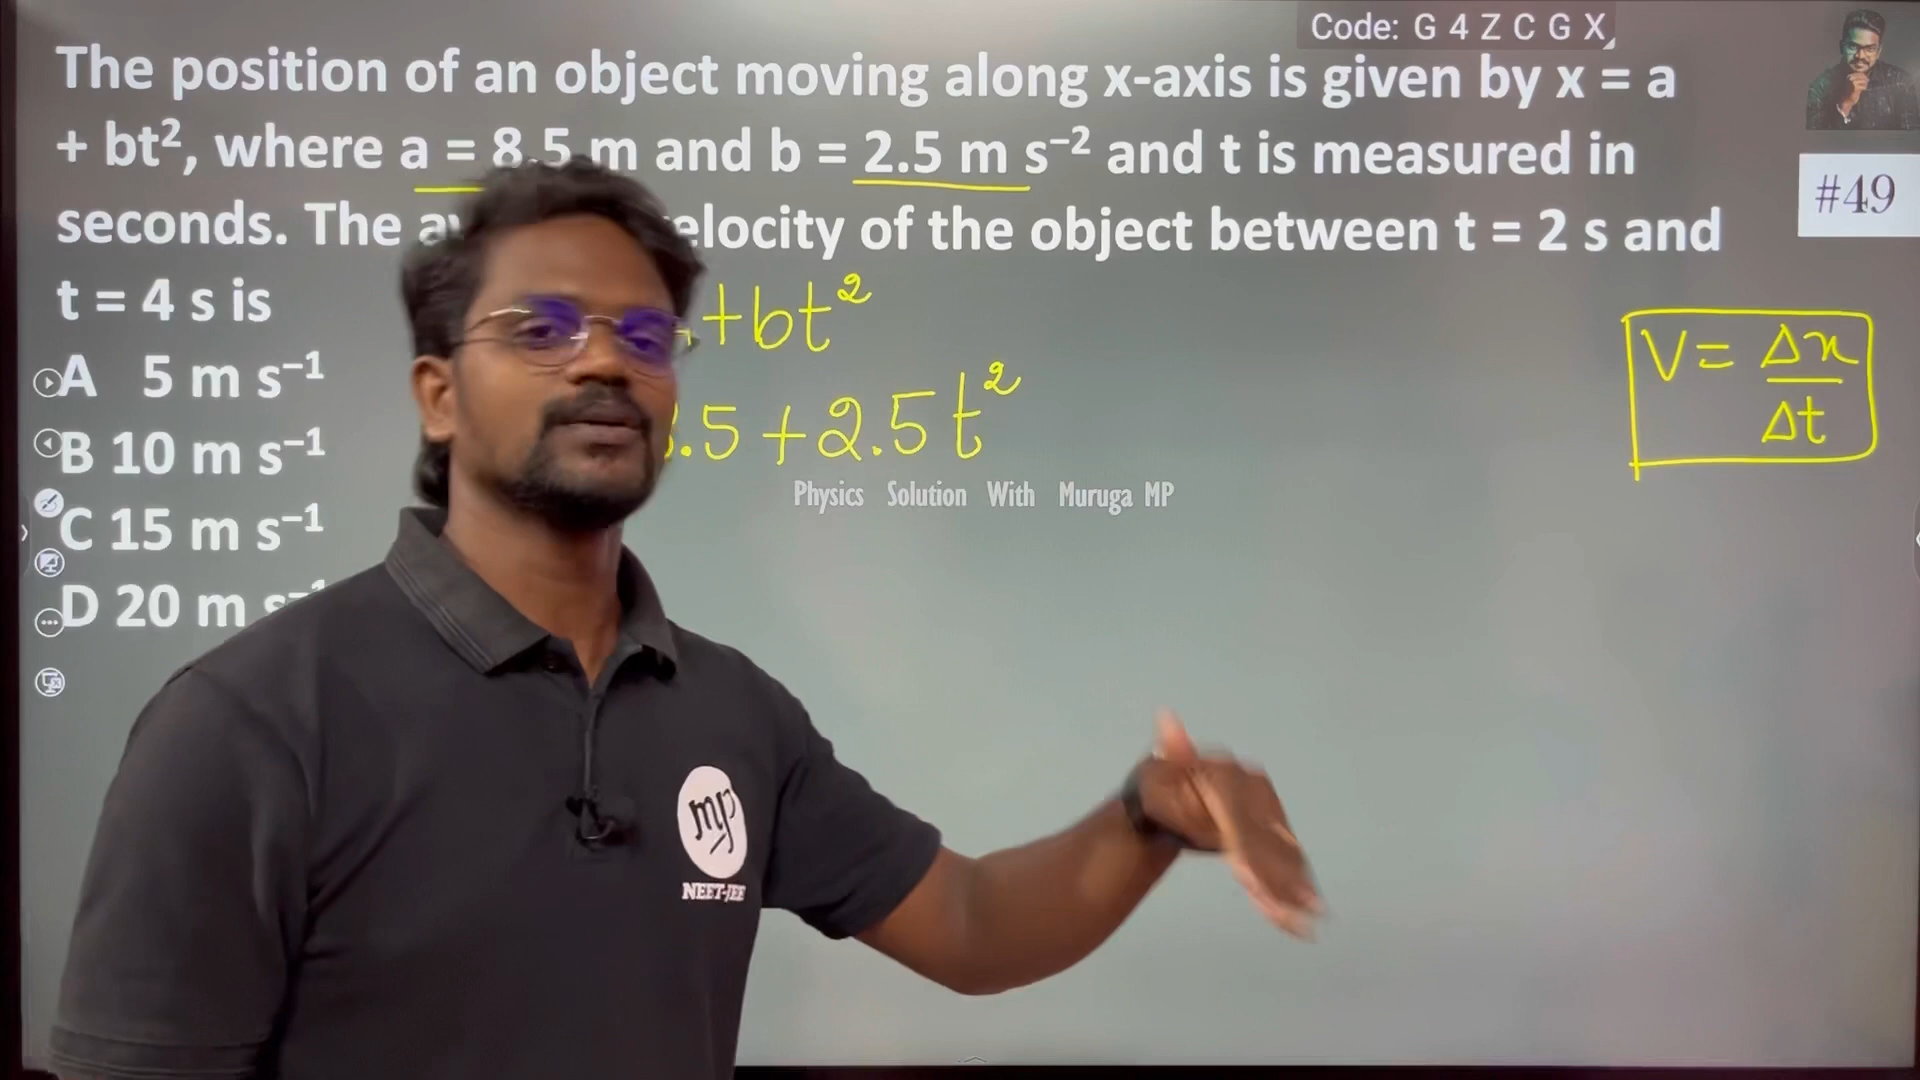 Code: G 4 Z C G X
The position of an object moving along x-axis is given by x = a
+ bt², where a = 8.5 m and b = 2.5 m s⁻² and t is measured in
#49
seconds. The elocity of the object between t = 2 s and
t = 4 s is
+bt²
V = Δx
Δt
A 5 m s⁻¹
.5 + 2.5 t²
B 10 m s⁻¹
Physics Solution With Muruga MP
C 15 m s⁻¹
D 20 m s⁻¹
mp
NEET-JEE